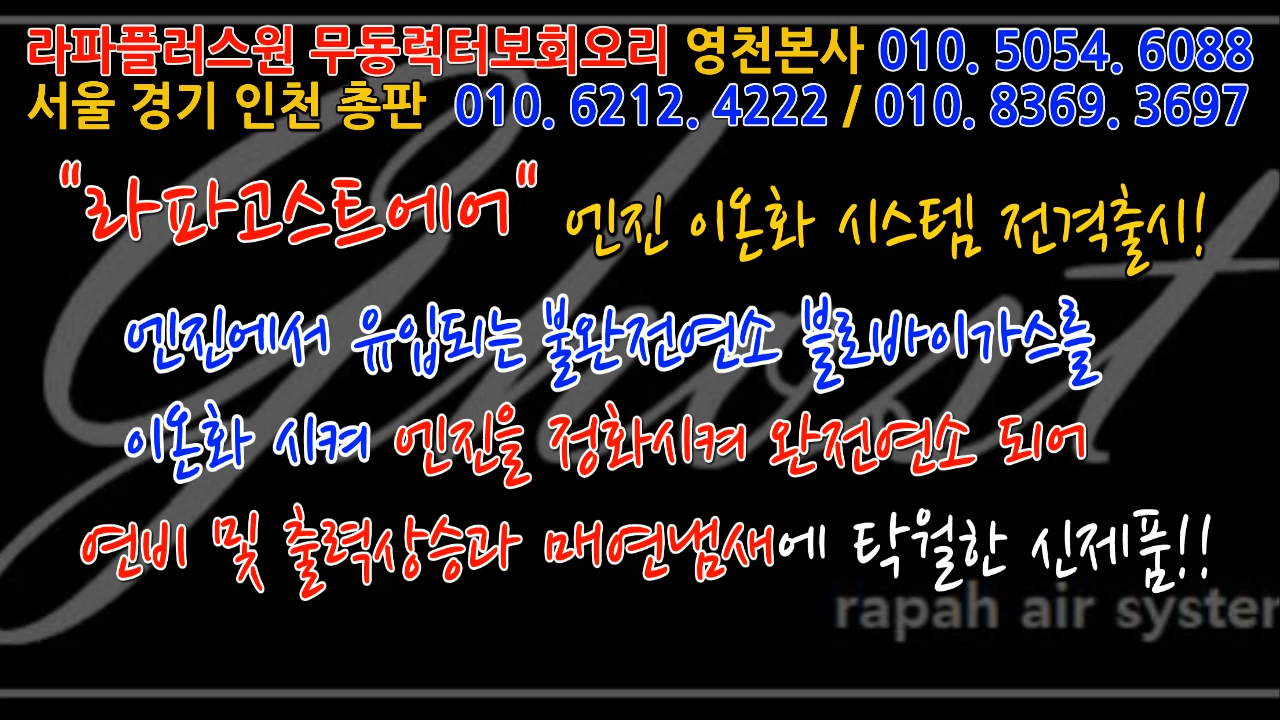 라파플러스원 무동력터보회오리 영천본사 010. 5054. 6088
서울 경기 인천 총판 010. 6212. 4222 / 010. 8369. 3697
"라파고스트에어" 엔진 이온화 시스템 전격출시!
엔진에서 유입되는 불완전연소 블로바이가스를
이온화 시켜 엔진을 정화시켜 완전연소 되어
연비 및 출력상승과 매연냄새에 탁월한 신제품!!
Ghost
rapah air system